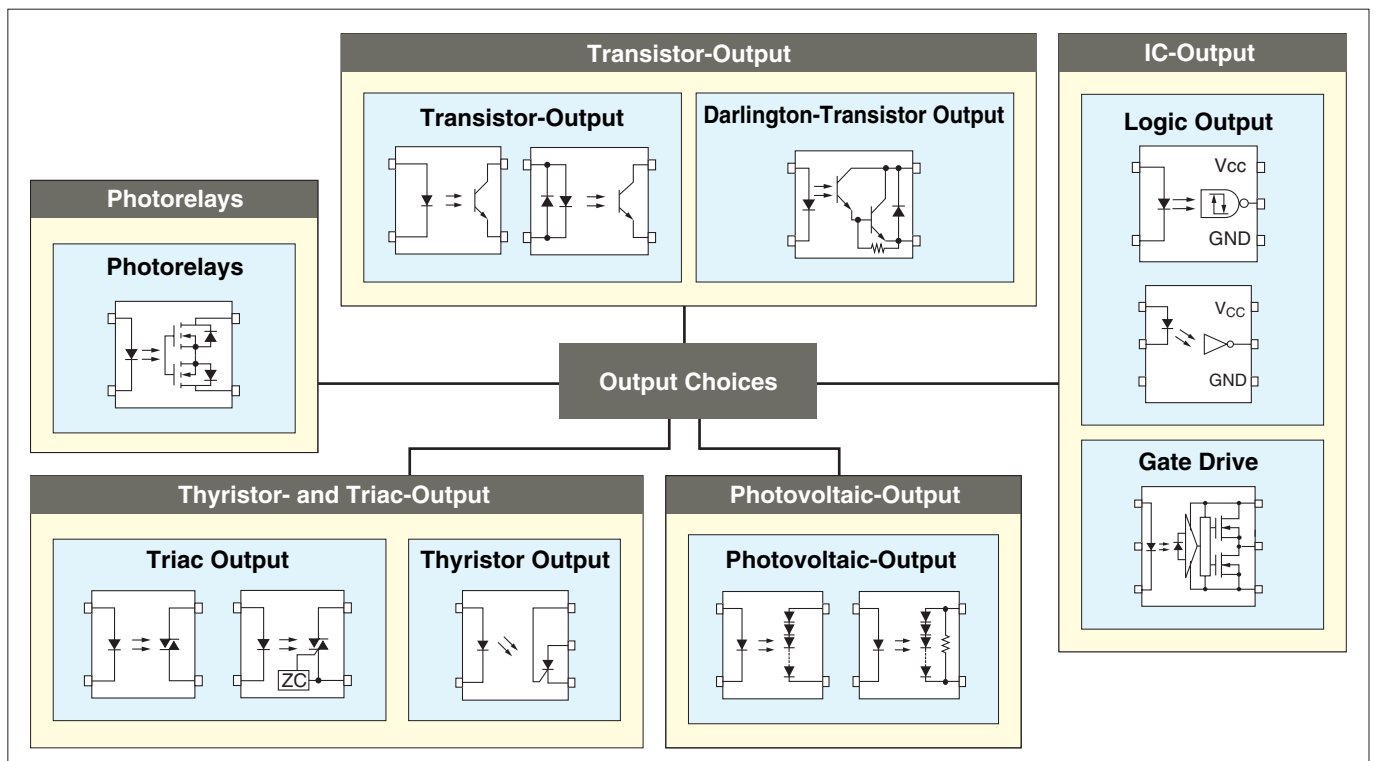 Transistor-Output
Transistor-Output
Darlington-Transistor Output
IC-Output
Logic Output
Vcc
GND
VCC
GND
Gate Drive
Photorelays
Photorelays
Output Choices
Thyristor- and Triac-Output
Triac Output
ZC
Thyristor Output
Photovoltaic-Output
Photovoltaic-Output